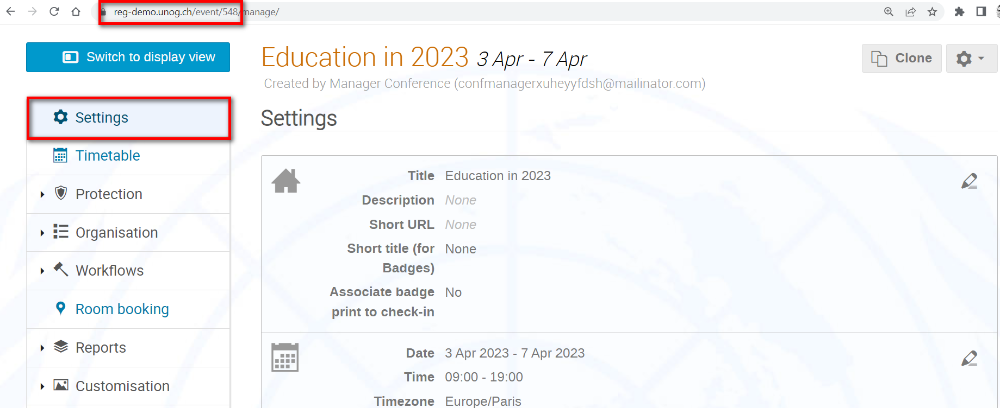 reg-demo.unog.ch/event/548/manage/
Switch to display view
Education in 2023 3 Apr - 7 Apr
Clone
Created by Manager Conference (confmanagerxuheyyfdsh@mailinator.com)
Settings
Timetable
Protection
Organisation
Workflows
Room booking
Reports
Customisation
Settings
Title Education in 2023
Description None
Short URL None
Short title (for None
Badges)
Associate badge No
print to check-in
Date 3 Apr 2023 - 7 Apr 2023
Time 09:00 - 19:00
Timezone Europe/Paris